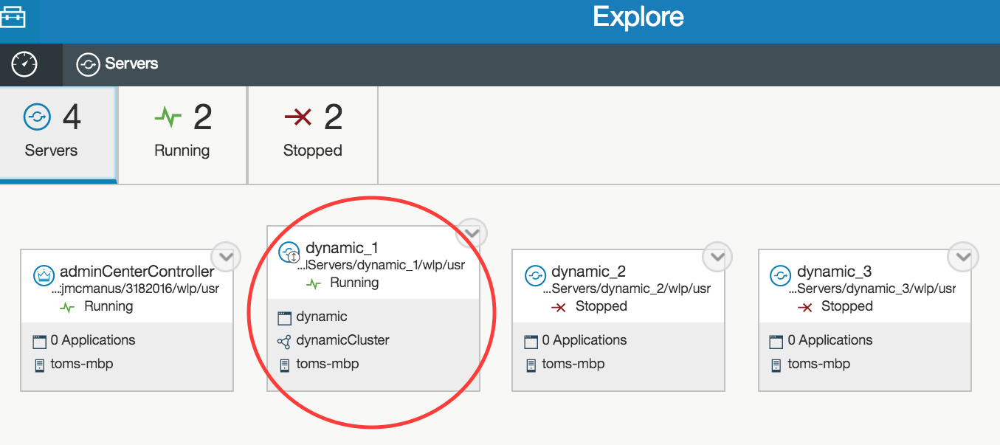 Explore
Servers
4
Servers
2
Running
2
Stopped
adminCenterController
...jmcmanus/3182016/wlp/usr
Running
0 Applications
toms-mbp
dynamic_1
...lServers/dynamic_1/wlp/usr
Running
dynamic
dynamicCluster
toms-mbp
dynamic_2
...Servers/dynamic_2/wlp/usr
Stopped
0 Applications
toms-mbp
dynamic_3
...Servers/dynamic_3/wlp/usr
Stopped
0 Applications
toms-mbp